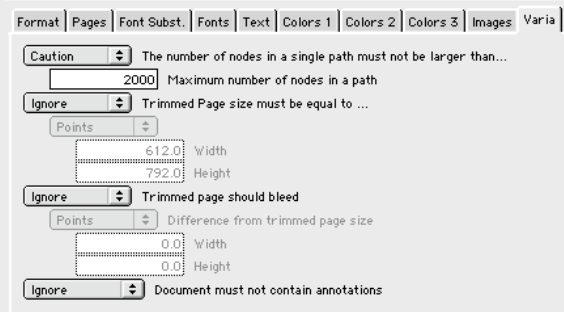 Format Pages Font Subst. Fonts Text Colors 1 Colors 2 Colors 3 Images Varia
Caution The number of nodes in a single path must not be larger than...
2000 Maximum number of nodes in a path
Ignore Trimmed Page size must be equal to ...
Points
612.0 Width
792.0 Height
Ignore Trimmed page should bleed
Points Difference from trimmed page size
0.0 Width
0.0 Height
Ignore Document must not contain annotations